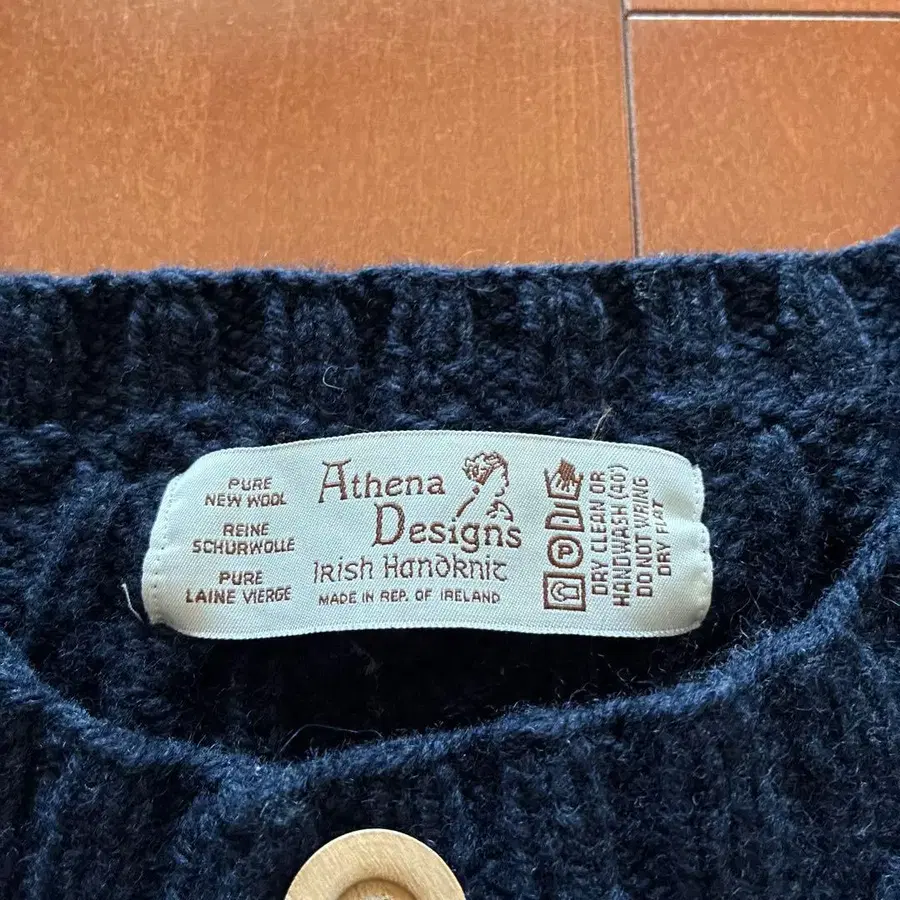 PURE
NEW WOOL
REINE
SCHURWOLLE
PURE
LAINE VIERGE
Athena
Designs
Irish Handknit
MADE IN REP. OF IRELAND
P
DRY CLEAN OR
HANDWASH (40)
DO NOT WRING
DRY FLAT